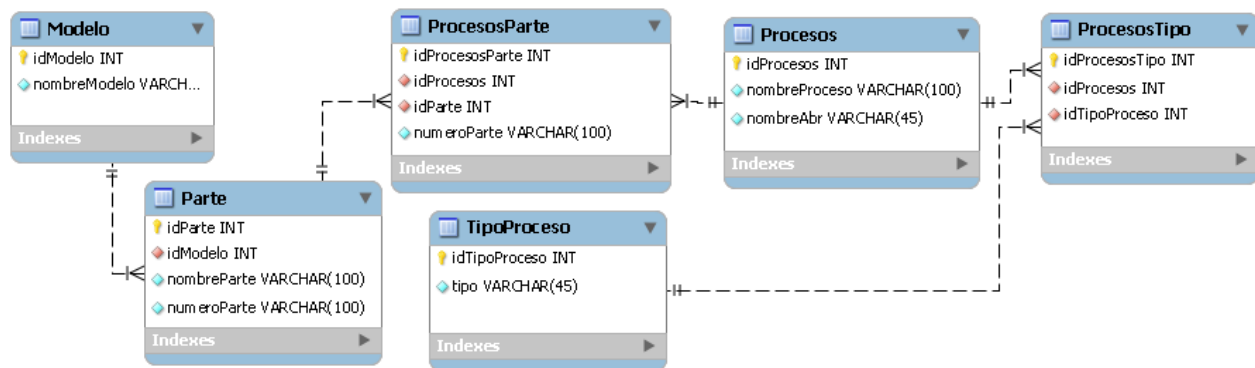 Modelo
idModelo INT
nombreModelo VARCH...
Indexes
Parte
idParte INT
idModelo INT
nombreParte VARCHAR(100)
numeroParte VARCHAR(100)
Indexes
ProcesosParte
idProcesosParte INT
idProcesos INT
idParte INT
numeroParte VARCHAR(100)
Indexes
Procesos
idProcesos INT
nombreProceso VARCHAR(100)
nombreAbr VARCHAR(45)
Indexes
ProcesosTipo
idProcesosTipo INT
idProcesos INT
idTipoProceso INT
Indexes
TipoProceso
idTipoProceso INT
tipo VARCHAR(45)
Indexes